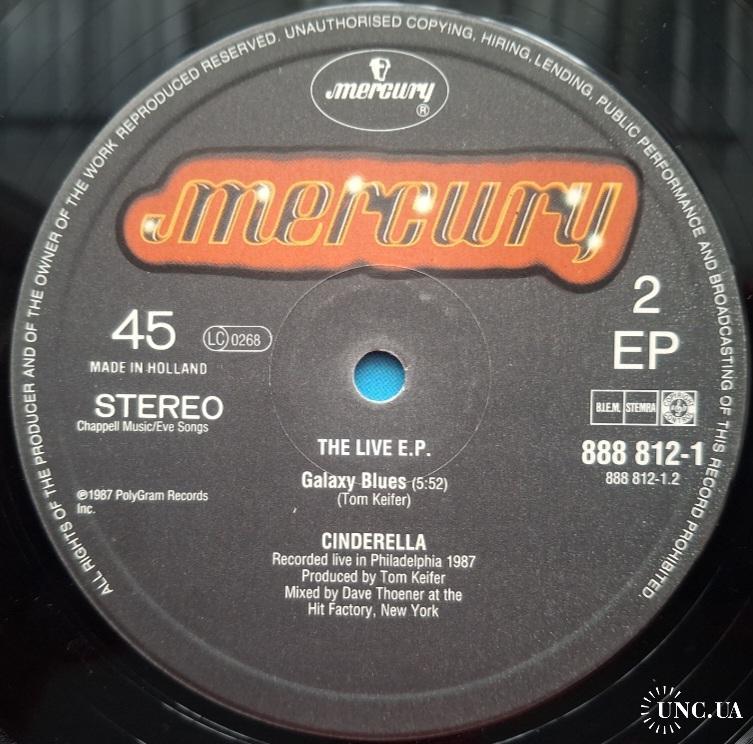 ALL RIGHTS OF THE PRODUCER AND OF THE OWNER OF THE WORK REPRODUCED RESERVED. UNAUTHORISED COPYING, HIRING, LENDING, PUBLIC PERFORMANCE AND BROADCASTING OF THIS RECORD PROHIBITED.
mercury ®
mercury
45
LC 0268
MADE IN HOLLAND
STEREO
Chappell Music/Eve Songs
2
EP
B.I.E.M. STEMRA
888 812-1
888 812-1.2
℗1987 PolyGram Records
Inc.
THE LIVE E.P.
Galaxy Blues (5:52)
(Tom Keifer)
CINDERELLA
Recorded live in Philadelphia 1987
Produced by Tom Keifer
Mixed by Dave Thoener at the
Hit Factory, New York
UNC.UA